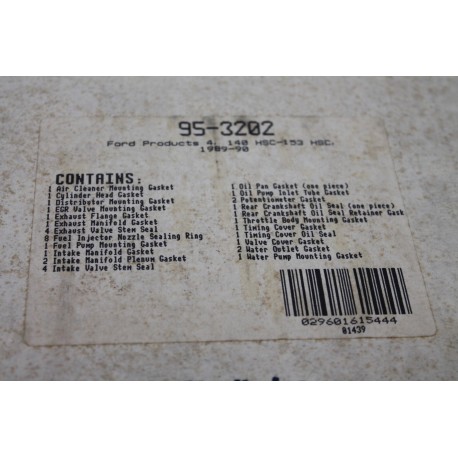 95-3202
Ford Products 4, 140 HSC-153 HSC,
1989-90
CONTAINS:
1 Air Cleaner Mounting Gasket
1 Cylinder Head Gasket
1 Distributor Mounting Gasket
1 EGR Valve Mounting Gasket
1 Exhaust Flange Gasket
1 Exhaust Manifold Gasket
4 Exhaust Valve Stem Seal
8 Fuel Injector Nozzle Sealing Ring
1 Fuel Pump Mounting Gasket
1 Intake Manifold Gasket
2 Intake Manifold Plenum Gasket
4 Intake Valve Stem Seal
1 Oil Pan Gasket (one piece)
1 Oil Pump Inlet Tube Gasket
2 Potentiometer Gasket
1 Rear Crankshaft Oil Seal (one piece)
1 Rear Crankshaft Oil Seal Retainer Gask
1 Throttle Body Mounting Gasket
1 Timing Cover Gasket
1 Timing Cover Oil Seal
1 Valve Cover Gasket
2 Water Outlet Gasket
1 Water Pump Mounting Gasket
029601615444
01439